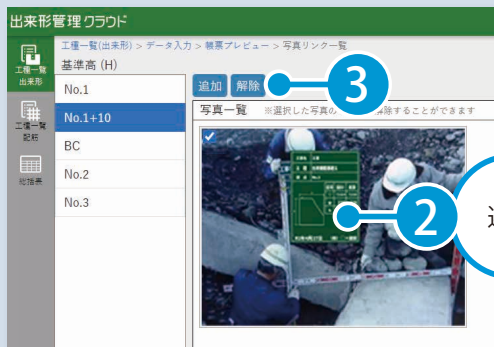 出来形管理クラウド
工種一覧(出来形) > データ入力 > 帳票プレビュー > 写真リンク一覧
基準高 (H)
工種一覧
出来形
工種一覧
配筋
総括表
No.1
No.1+10
BC
No.2
No.3
追加
解除
3
写真一覧
※選択した写真の
解除することができます
2